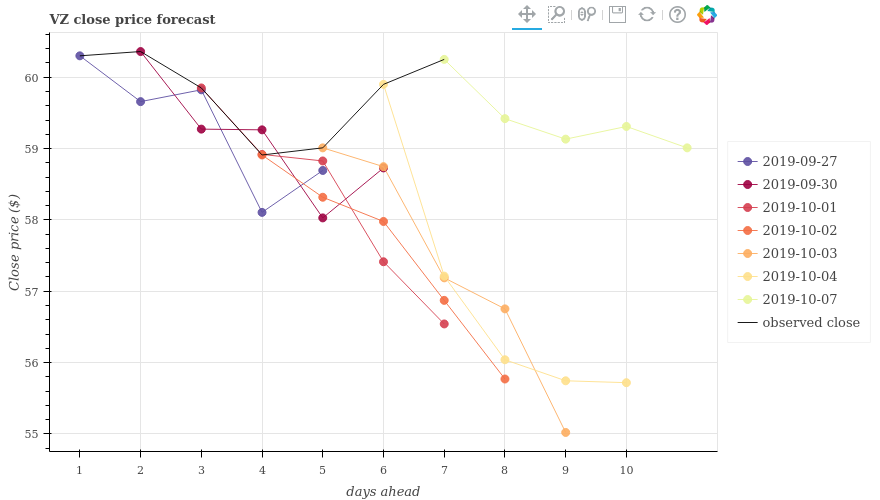 VZ close price forecast
Close price ($)
60
59
58
57
56
55
1 2 3 4 5 6 7 8 9 10
days ahead
2019-09-27
2019-09-30
2019-10-01
2019-10-02
2019-10-03
2019-10-04
2019-10-07
observed close